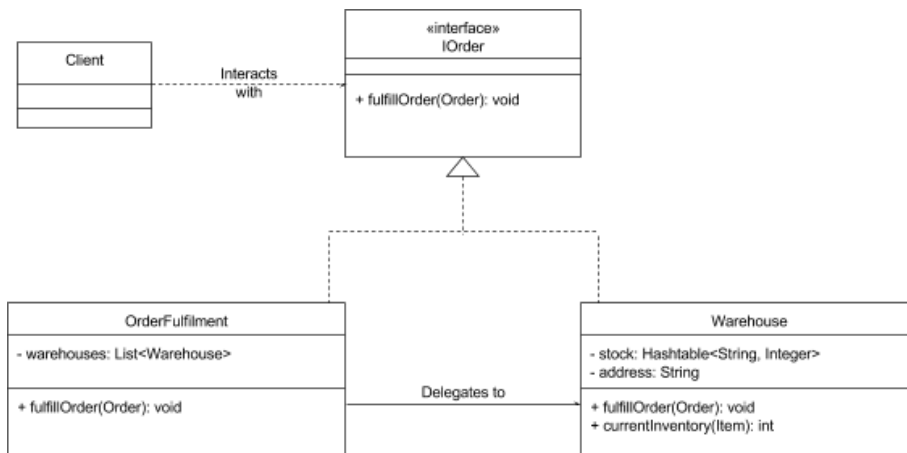 «interface»
IOrder
Client
Interacts
with
+ fulfillOrder(Order): void
OrderFulfilment
Warehouse
- warehouses: List<Warehouse>
- stock: Hashtable<String, Integer>
- address: String
Delegates to
+ fulfillOrder(Order): void
+ fulfillOrder(Order): void
+ currentInventory(Item): int